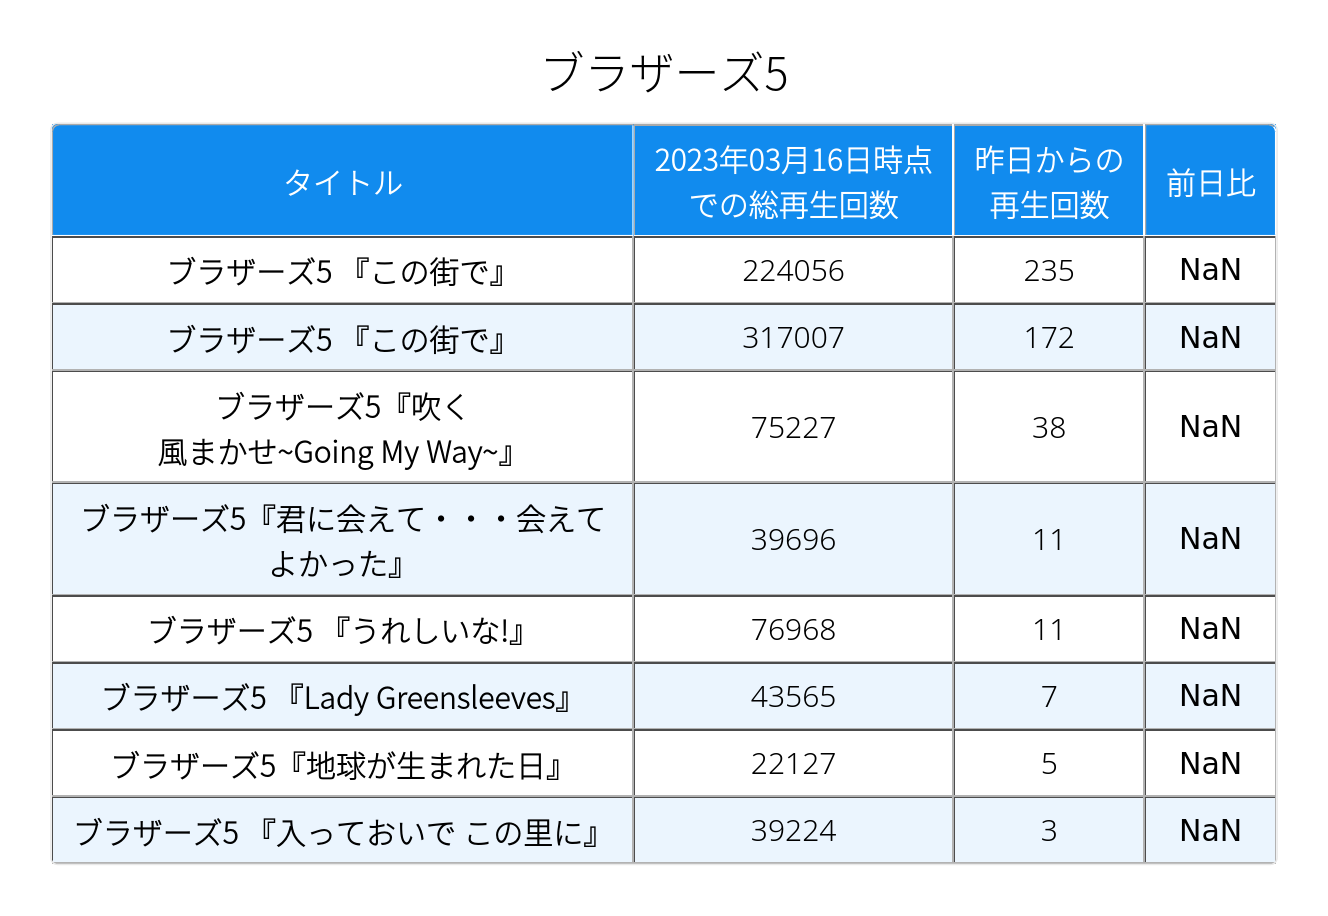 ブラザーズ5
タイトル
2023年03月16日時点
での総再生回数
昨日からの
再生回数
前日比
ブラザーズ5 『この街で』
224056
235
NaN
ブラザーズ5 『この街で』
317007
172
NaN
ブラザーズ5『吹く
風まかせ~Going My Way~』
75227
38
NaN
ブラザーズ5『君に会えて・・・会えて
よかった』
39696
11
NaN
ブラザーズ5 『うれしいな!』
76968
11
NaN
ブラザーズ5 『Lady Greensleeves』
43565
7
NaN
ブラザーズ5『地球が生まれた日』
22127
5
NaN
ブラザーズ5 『入っておいで この里に』
39224
3
NaN